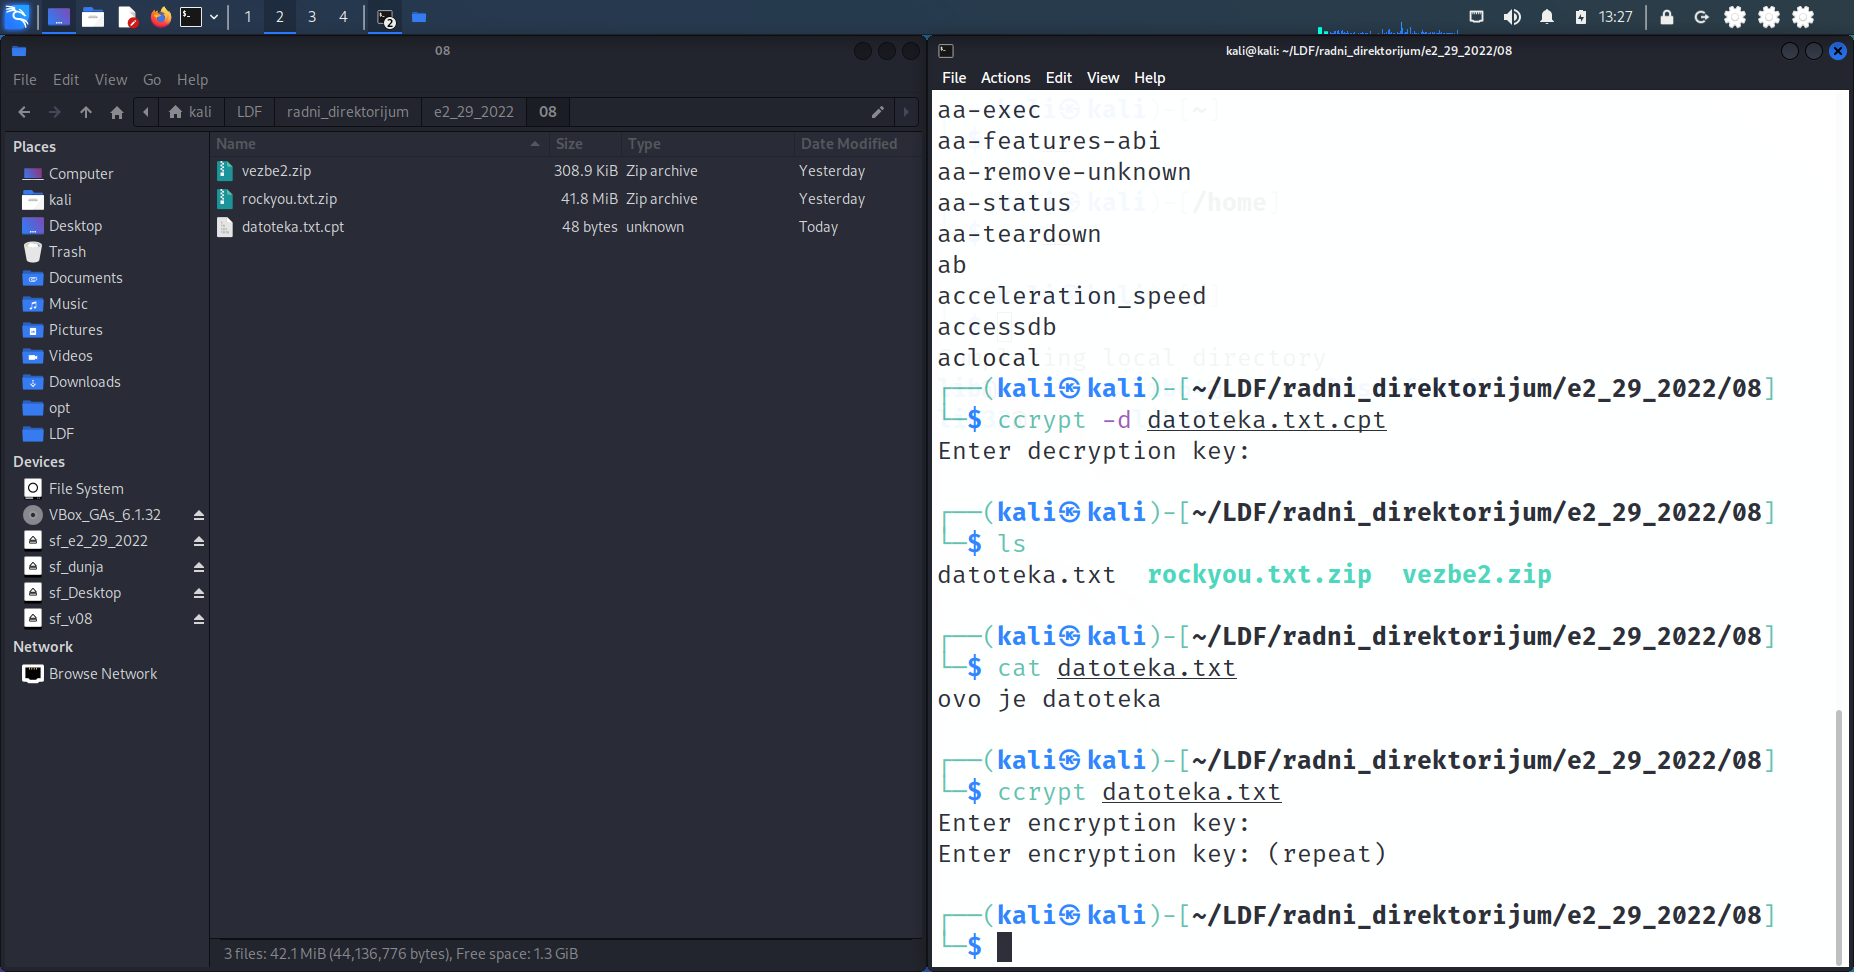 1 2 3 4 2 13:27
08
File Edit View Go Help
kali LDF radni_direktorijum e2_29_2022 08
Places
Computer
kali
Desktop
Trash
Documents
Music
Pictures
Videos
Downloads
opt
LDF
Devices
File System
VBox_GAs_6.1.32
sf_e2_29_2022
sf_dunja
sf_Desktop
sf_v08
Network
Browse Network
Name Size Type Date Modified
vezbe2.zip 308.9 KiB Zip archive Yesterday
rockyou.txt.zip 41.8 MiB Zip archive Yesterday
datoteka.txt.cpt 48 bytes unknown Today
3 files: 42.1 MiB (44,136,776 bytes), Free space: 1.3 GiB
kali@kali: ~/LDF/radni_direktorijum/e2_29_2022/08
File Actions Edit View Help
aa-exec
aa-features-abi
aa-remove-unknown
aa-status
aa-teardown
ab
acceleration_speed
accessdb
aclocal
┌──(kali㉿kali)-[~/LDF/radni_direktorijum/e2_29_2022/08]
└─$ ccrypt -d datoteka.txt.cpt
Enter decryption key:
┌──(kali㉿kali)-[~/LDF/radni_direktorijum/e2_29_2022/08]
└─$ ls
datoteka.txt rockyou.txt.zip vezbe2.zip
┌──(kali㉿kali)-[~/LDF/radni_direktorijum/e2_29_2022/08]
└─$ cat datoteka.txt
ovo je datoteka
┌──(kali㉿kali)-[~/LDF/radni_direktorijum/e2_29_2022/08]
└─$ ccrypt datoteka.txt
Enter encryption key:
Enter encryption key: (repeat)
┌──(kali㉿kali)-[~/LDF/radni_direktorijum/e2_29_2022/08]
└─$